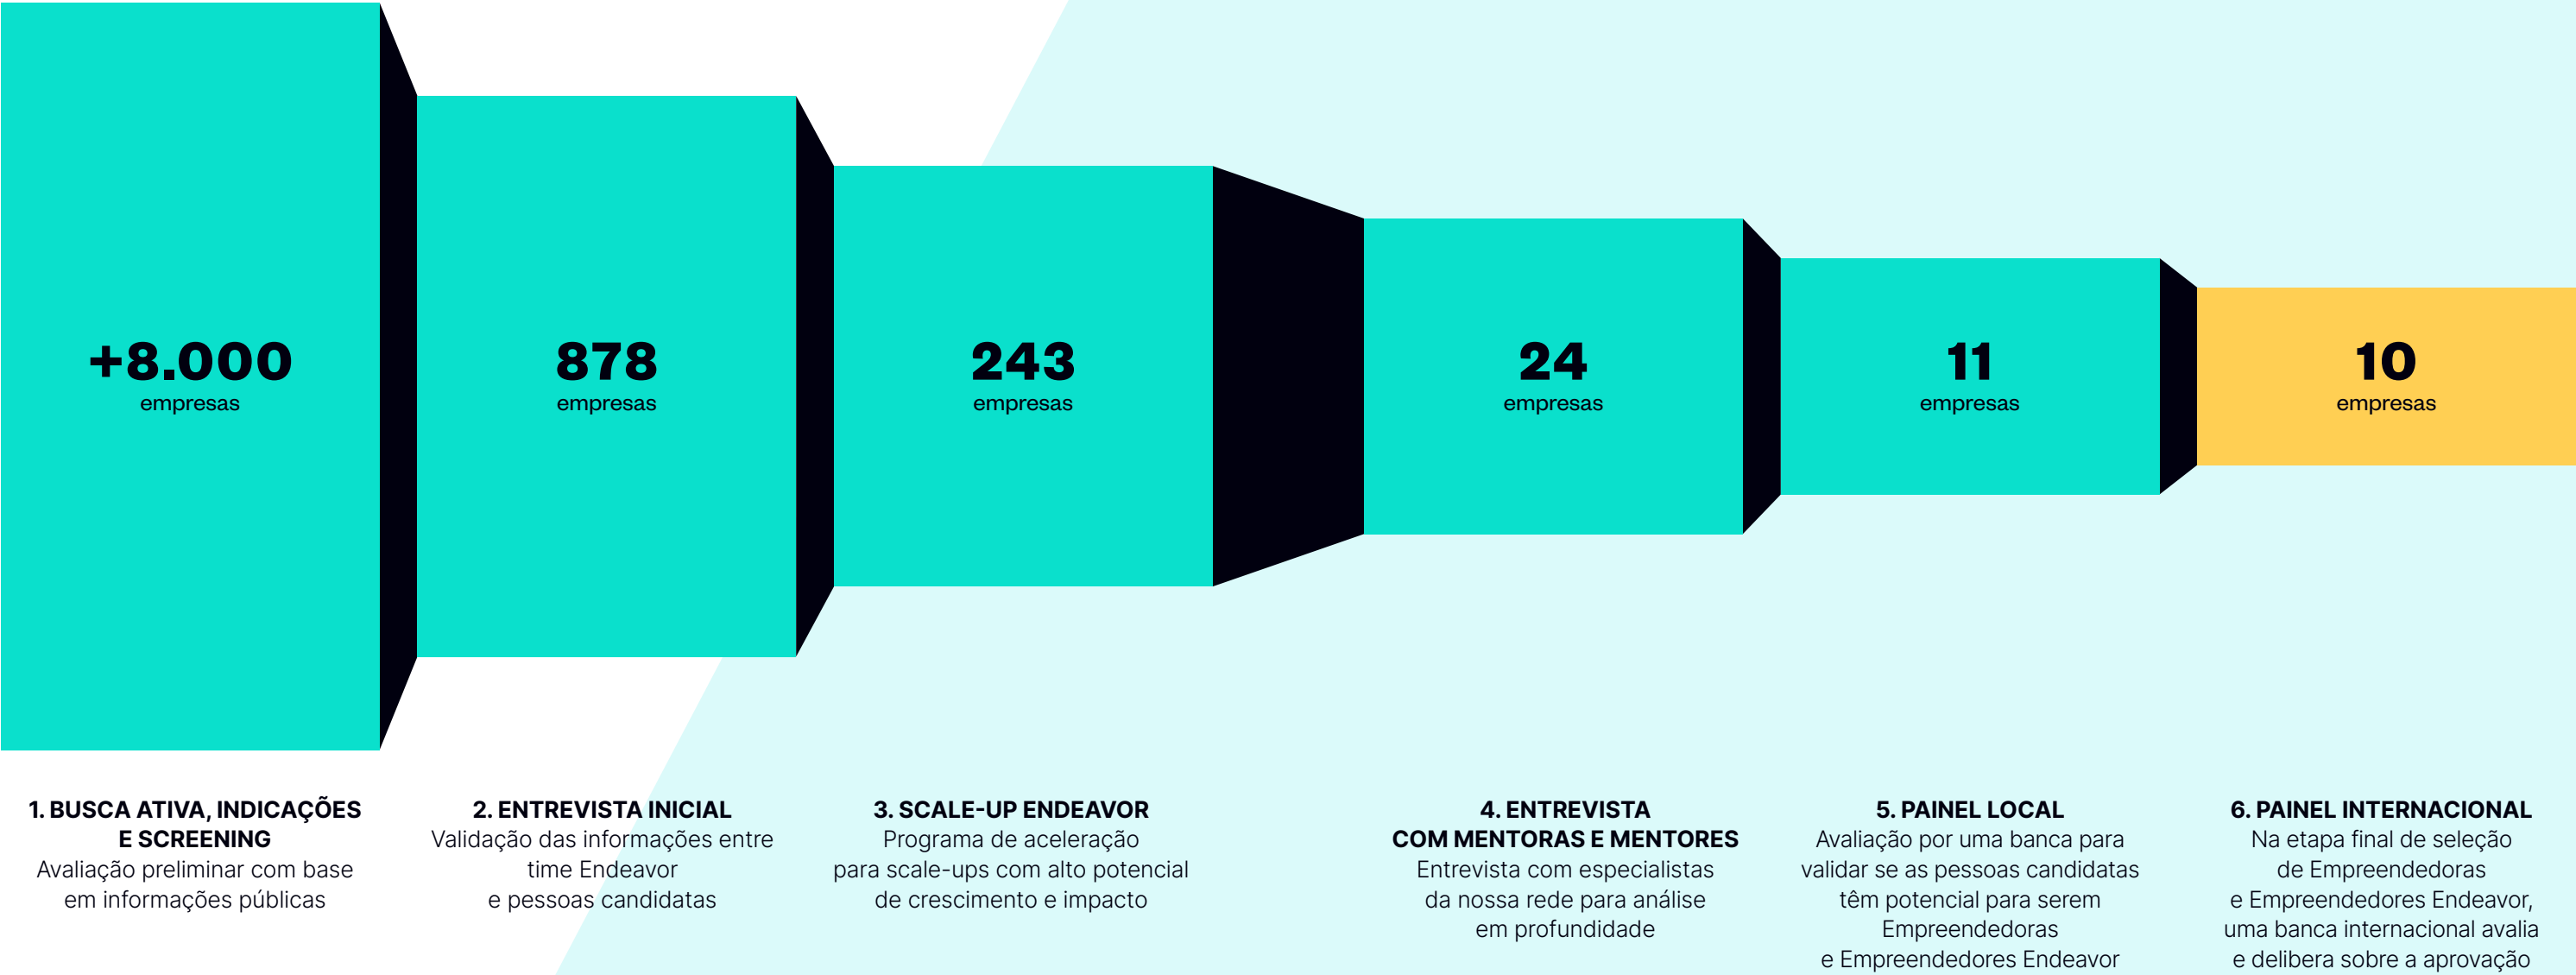 +8.000
empresas
878
empresas
243
empresas
24
empresas
11
empresas
10
empresas
1. BUSCA ATIVA, INDICAÇÕES
E SCREENING
Avaliação preliminar com base
em informações públicas
2. ENTREVISTA INICIAL
Validação das informações entre
time Endeavor
e pessoas candidatas
3. SCALE-UP ENDEAVOR
Programa de aceleração
para scale-ups com alto potencial
de crescimento e impacto
4. ENTREVISTA
COM MENTORAS E MENTORES
Entrevista com especialistas
da nossa rede para análise
em profundidade
5. PAINEL LOCAL
Avaliação por uma banca para
validar se as pessoas candidatas
têm potencial para serem
Empreendedoras
e Empreendedores Endeavor
6. PAINEL INTERNACIONAL
Na etapa final de seleção
de Empreendedoras
e Empreendedores Endeavor,
uma banca internacional avalia
e delibera sobre a aprovação